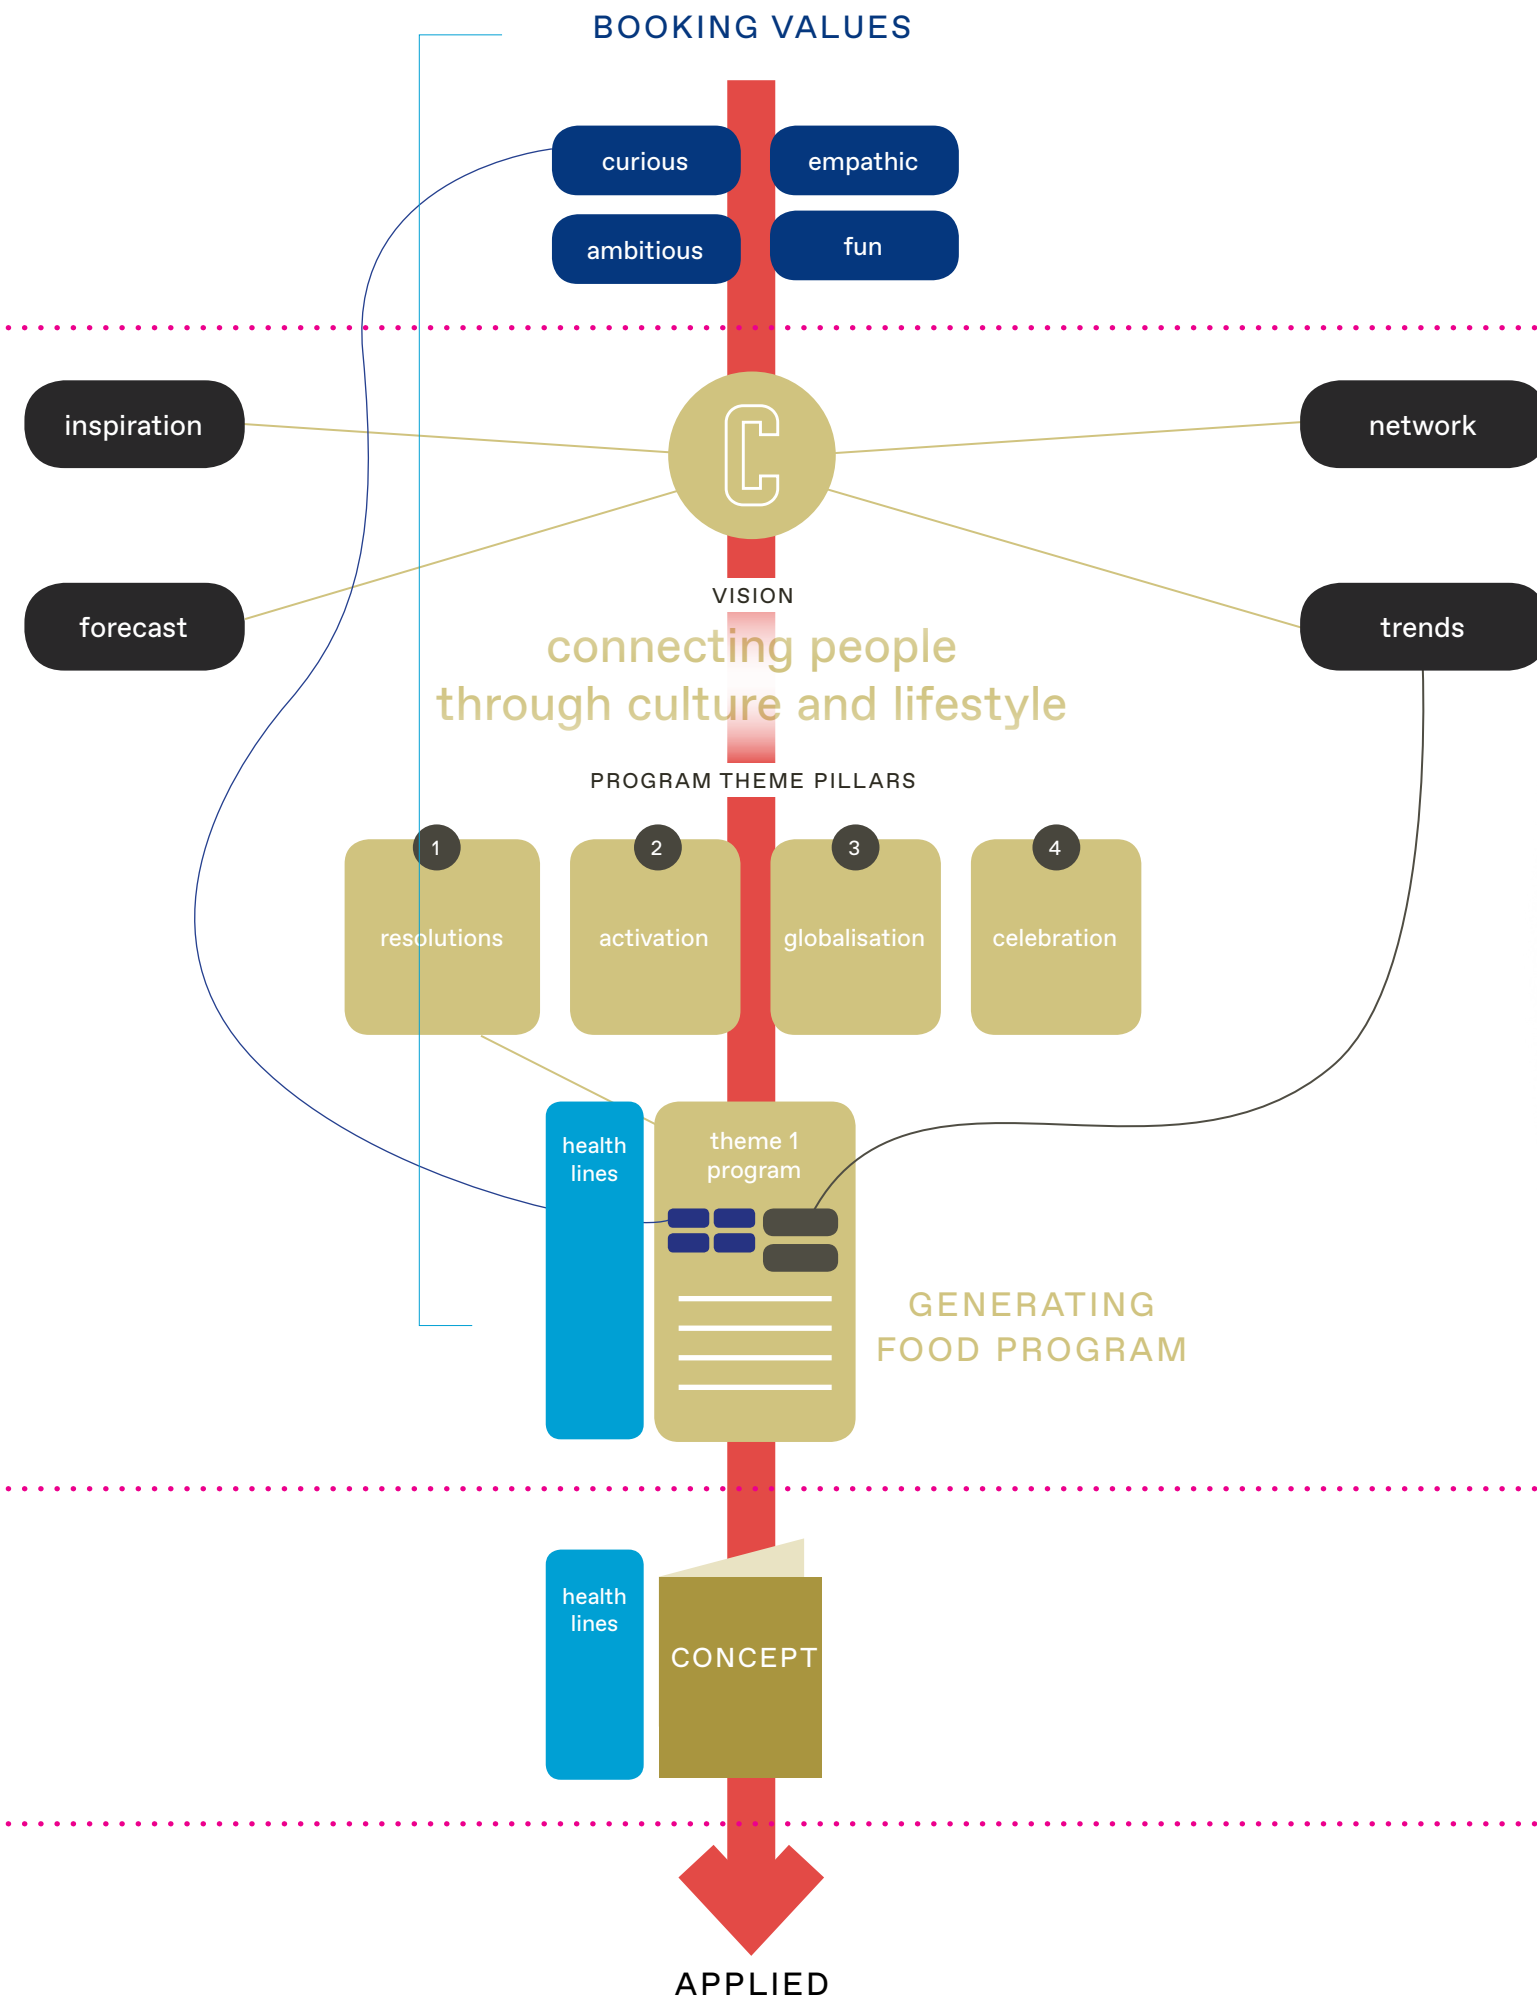 BOOKING VALUES
curious
empathic
ambitious
fun
inspiration
C
network
forecast
trends
VISION
connecting people
through culture and lifestyle
PROGRAM THEME PILLARS
1
2
3
4
resolutions
activation
globalisation
celebration
health
lines
theme 1
program
GENERATING
FOOD PROGRAM
health
lines
CONCEPT
APPLIED